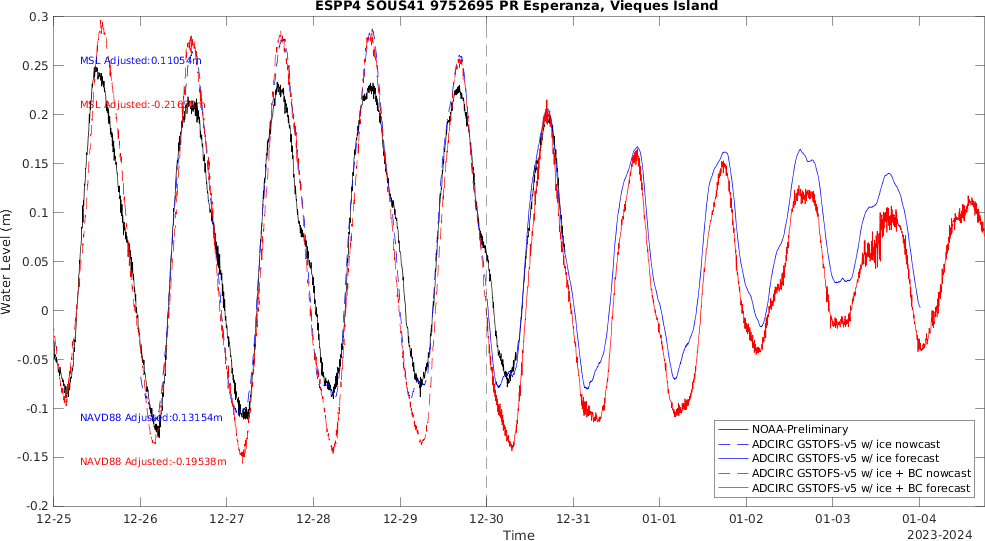 ESPP4 SOUS41 9752695 PR Esperanza, Vieques Island
0.3
0.25
0.2
0.15
0.1
0.05
0
-0.05
-0.1
-0.15
-0.2
Water Level (m)
MSL Adjusted:0.11054m
MSL Adjusted:
NAVD88 Adjusted:0.13154m
NAVD88 Adjusted:-0.19538m
NOAA-Preliminary
ADCIRC GSTOFS-v5 w/ ice nowcast
ADCIRC GSTOFS-v5 w/ ice forecast
ADCIRC GSTOFS-v5 w/ ice + BC nowcast
ADCIRC GSTOFS-v5 w/ ice + BC forecast
12-25 12-26 12-27 12-28 12-29 12-30 12-31 01-01 01-02 01-03 01-04
Time
2023-2024